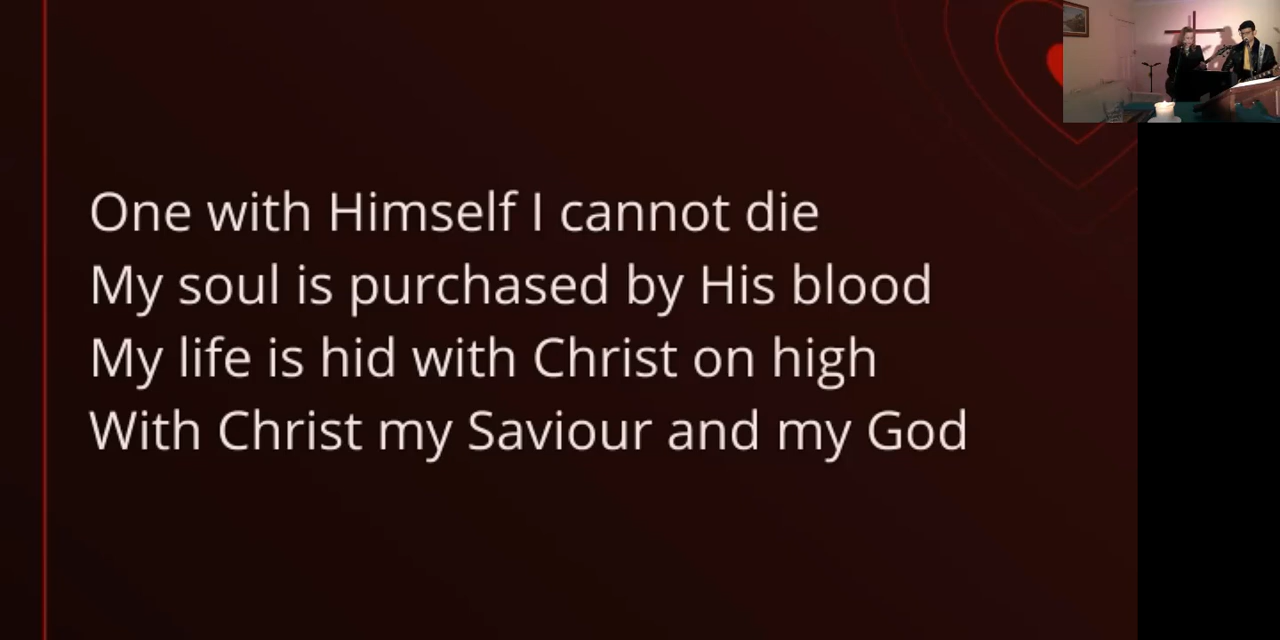 One with Himself I cannot die
My soul is purchased by His blood
My life is hid with Christ on high
With Christ my Saviour and my God